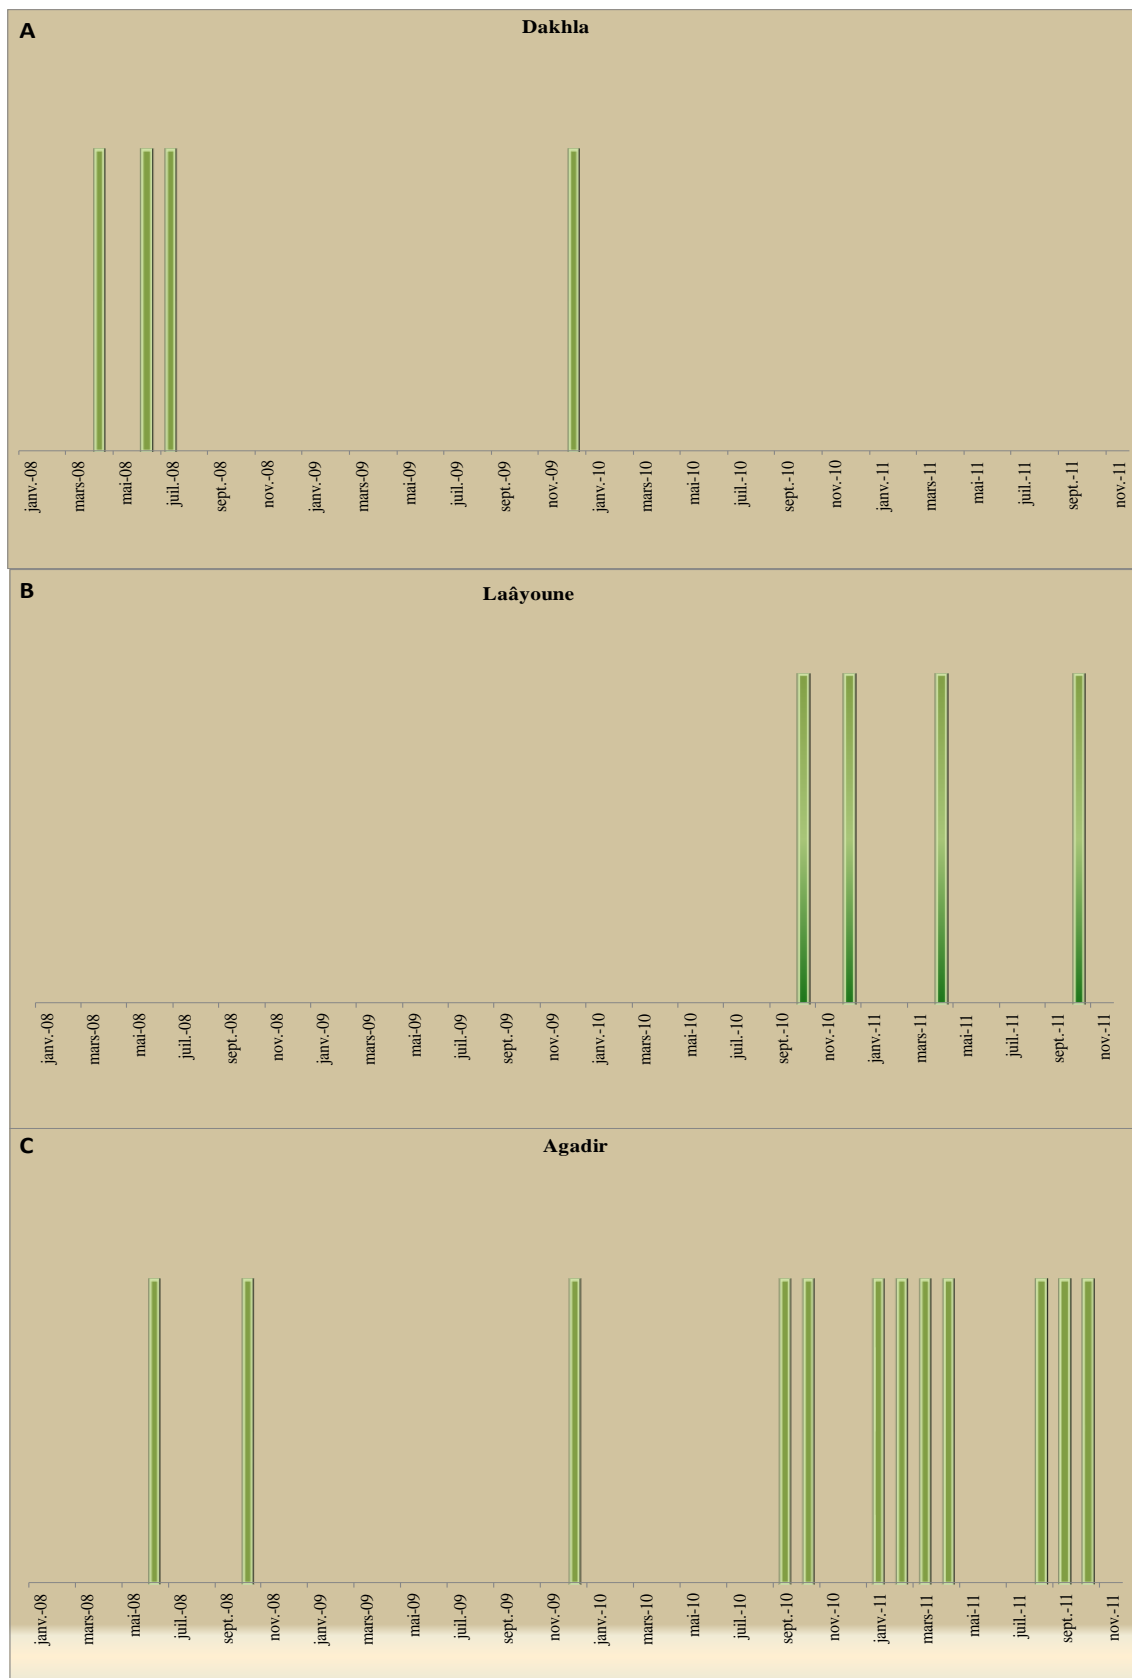 A
Dakhla
janv.-08
mars-08
mai-08
juil.-08
sept.-08
nov.-08
janv.-09
mars-09
mai-09
juil.-09
sept.-09
nov.-09
janv.-10
mars-10
mai-10
juil.-10
sept.-10
nov.-10
janv.-11
mars-11
mai-11
juil.-11
sept.-11
nov.-11
B
Laâyoune
janv.-08
mars-08
mai-08
juil.-08
sept.-08
nov.-08
janv.-09
mars-09
mai-09
juil.-09
sept.-09
nov.-09
janv.-10
mars-10
mai-10
juil.-10
sept.-10
nov.-10
janv.-11
mars-11
mai-11
juil.-11
sept.-11
nov.-11
C
Agadir
janv.-08
mars-08
mai-08
juil.-08
sept.-08
nov.-08
janv.-09
mars-09
mai-09
juil.-09
sept.-09
nov.-09
janv.-10
mars-10
mai-10
juil.-10
sept.-10
nov.-10
janv.-11
mars-11
mai-11
juil.-11
sept.-11
nov.-11